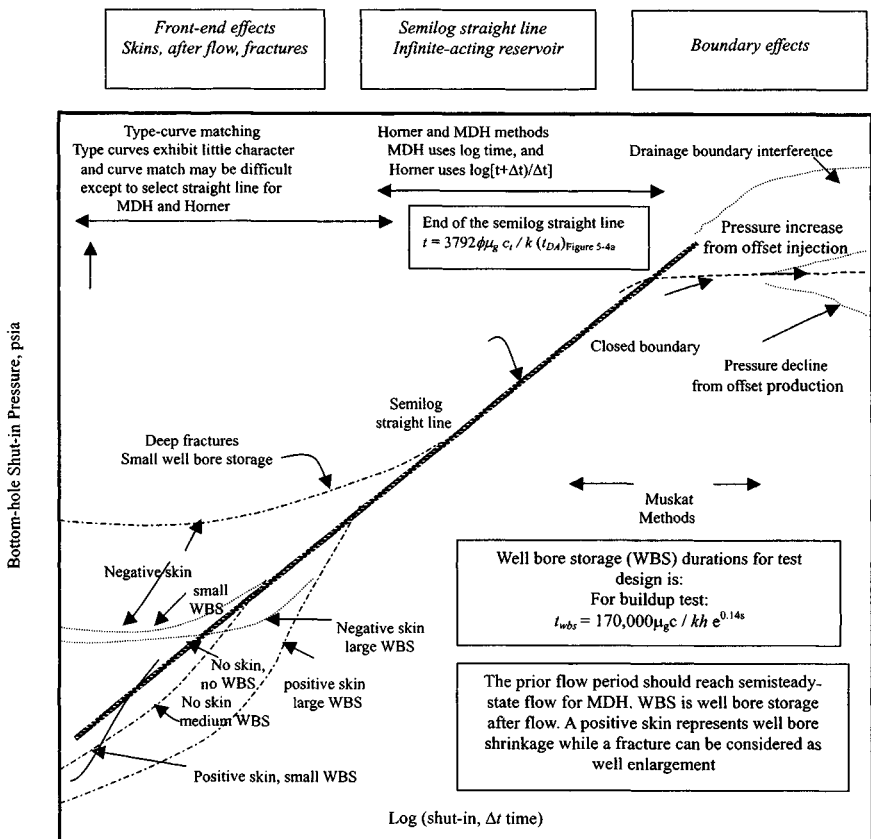 Front-end effects
Skins, after flow, fractures
Semilog straight line
Infinite-acting reservoir
Boundary effects
Type-curve matching
Type curves exhibit little character
and curve match may be difficult
except to select straight line for
MDH and Horner
Horner and MDH methods
MDH uses log time, and
Horner uses log[t+Δt)/Δt]
Drainage boundary interference
End of the semilog straight line
t = 3792ϕμg ct / k (tDA)Figure 5-4a
Pressure increase
from offset injection
Closed boundary
Pressure decline
from offset production
Semilog
straight line
Deep fractures
Small well bore storage
Muskat
Methods
Bottom-hole Shut-in Pressure, psia
Negative skin
small
WBS
Negative skin
large WBS
No skin,
no WBS
positive skin
large WBS
No skin
medium WBS
Positive skin, small WBS
Well bore storage (WBS) durations for test
design is:
For buildup test:
twbs = 170,000μgc / kh e0.14s
The prior flow period should reach semisteady-
state flow for MDH, WBS is well bore storage
after flow. A positive skin represents well bore
shrinkage while a fracture can be considered as
well enlargement
Log (shut-in, Δt time)